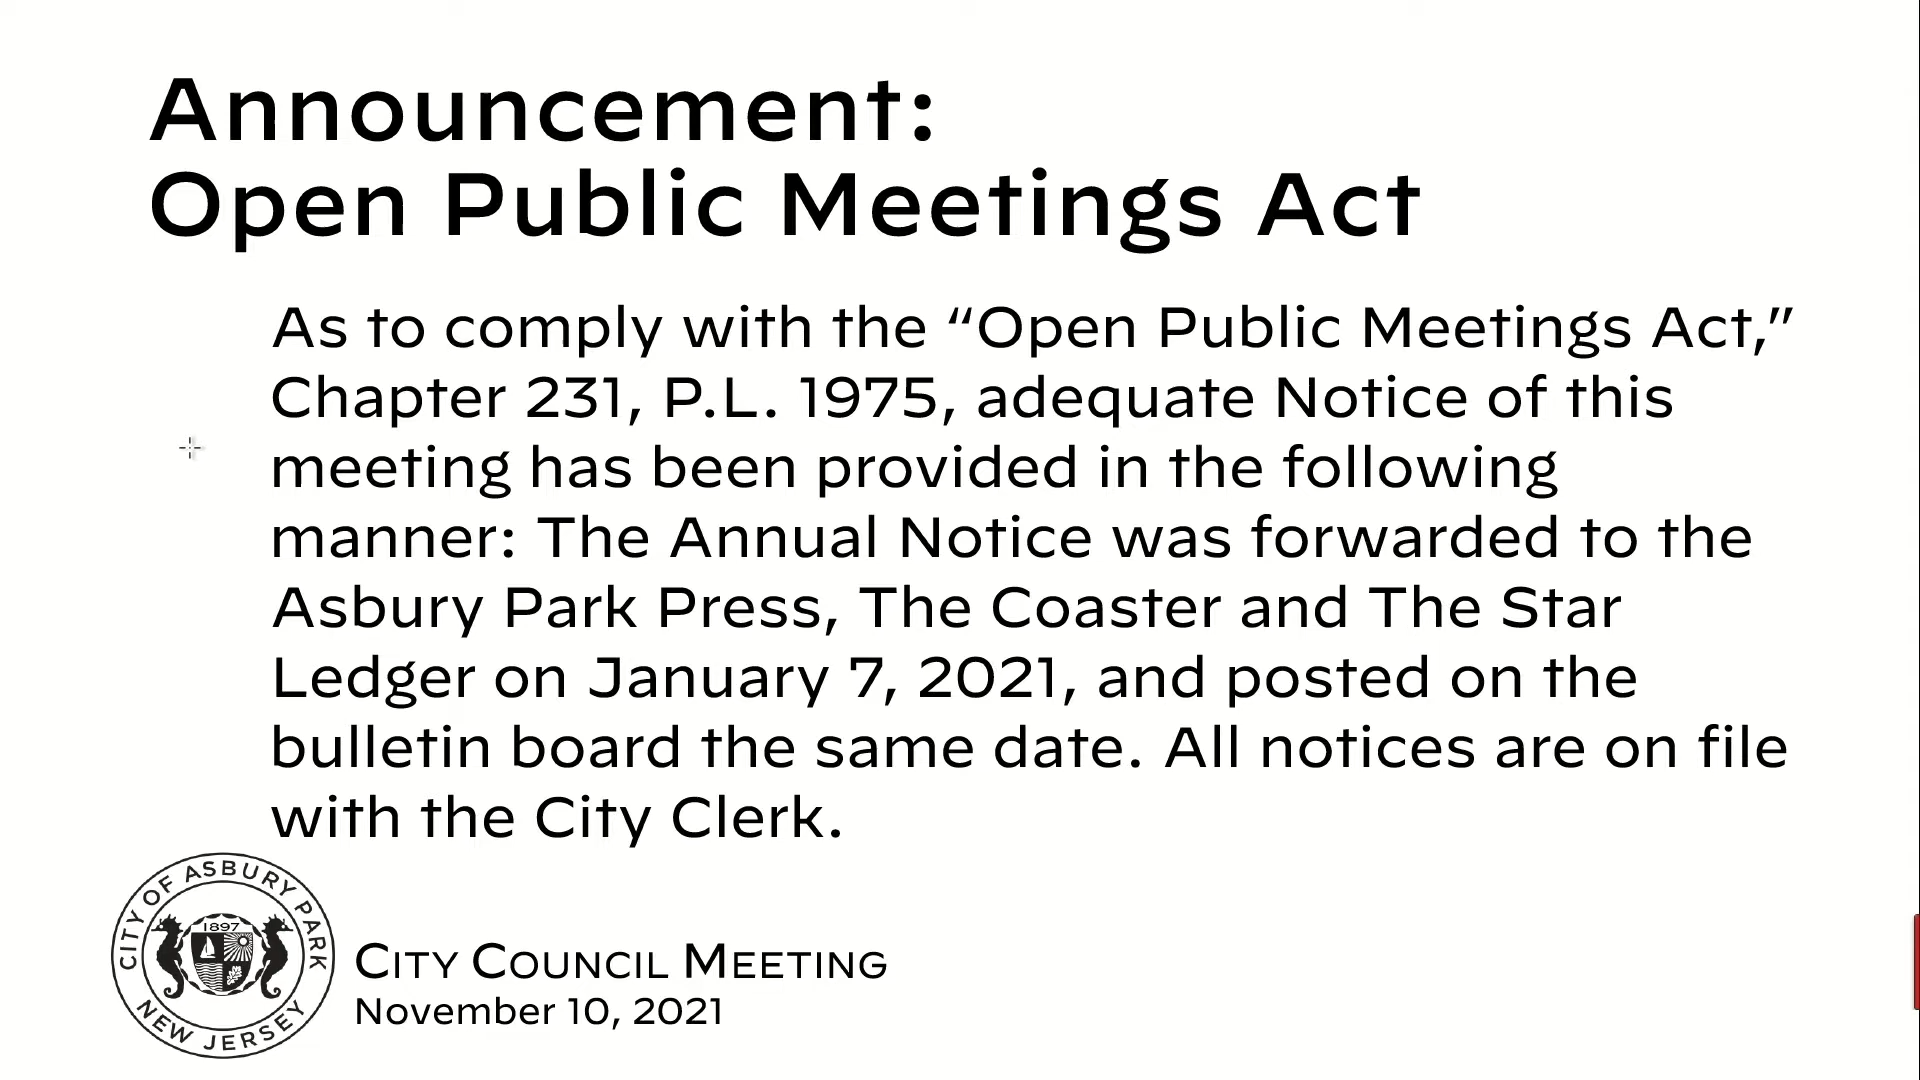 Announcement:
Open Public Meetings Act
As to comply with the “Open Public Meetings Act,”
Chapter 231, P.L. 1975, adequate Notice of this
meeting has been provided in the following
manner: The Annual Notice was forwarded to the
Asbury Park Press, The Coaster and The Star
Ledger on January 7, 2021, and posted on the
bulletin board the same date. All notices are on file
with the City Clerk.
CITY OF ASBURY PARK
1897
NEW JERSEY
CITY COUNCIL MEETING
November 10, 2021